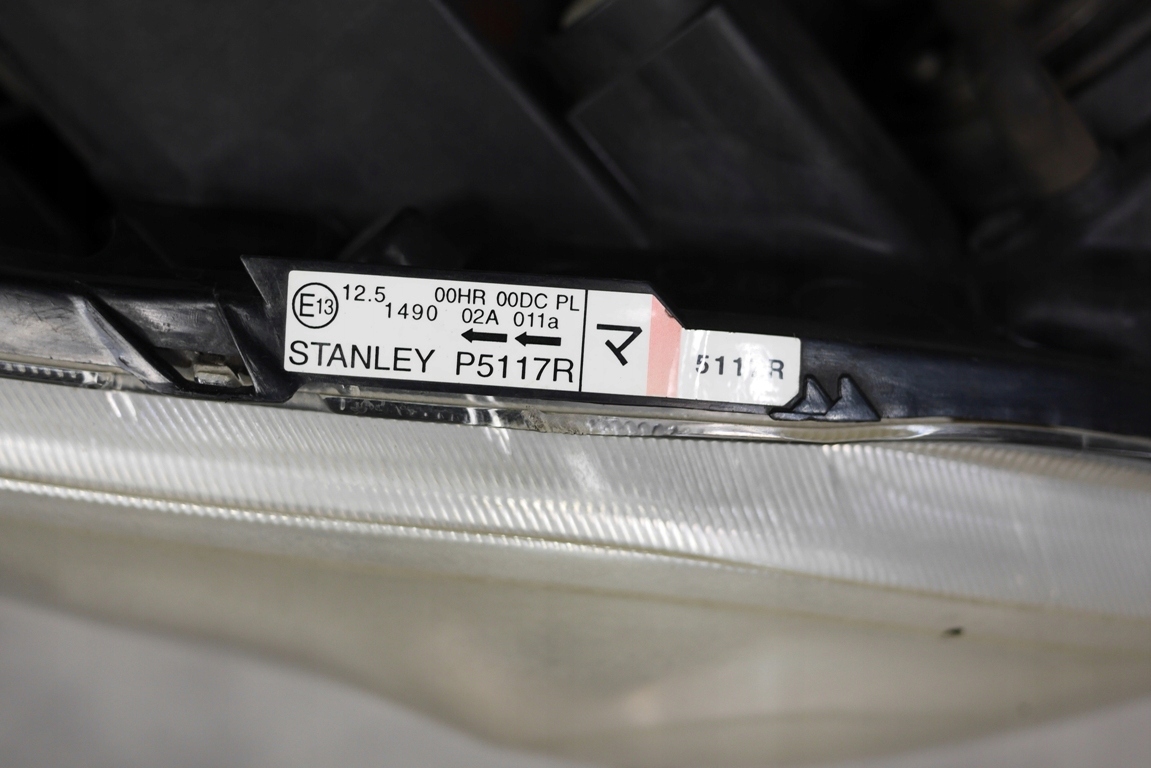 E13 12.5 00HR 00DC PL
1490 02A 011a
← ←
STANLEY P5117R
マ